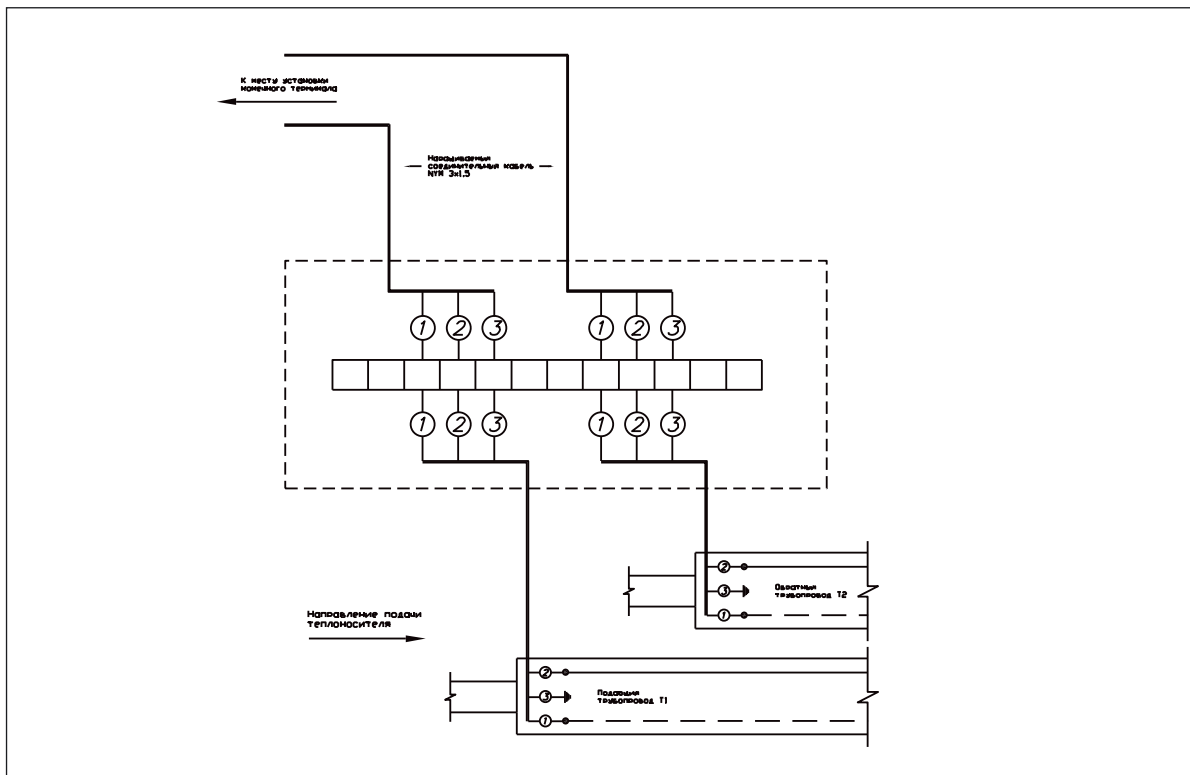 К месту установки
конечного терминала
Наращиваемый
соединительный кабель
NYM 3x1,5
1 2 3 1 2 3
1 2 3 1 2 3
2
3
1
Обратный
трубопровод Т2
Направление подачи
теплоносителя
2
3
1
Подающий
трубопровод Т1